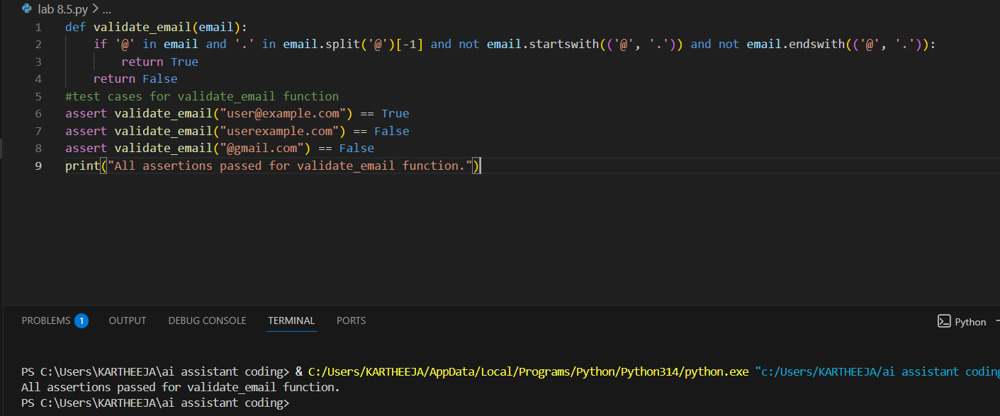 lab 8.5.py > ...
1 def validate_email(email):
2     if '@' in email and '.' in email.split('@')[-1] and not email.startswith(('@', '.')) and not email.endswith(('@', '.')):
3         return True
4     return False
5 #test cases for validate_email function
6 assert validate_email("user@example.com") == True
7 assert validate_email("userexample.com") == False
8 assert validate_email("@gmail.com") == False
9 print("All assertions passed for validate_email function.")
PROBLEMS 1 OUTPUT DEBUG CONSOLE TERMINAL PORTS Python
PS C:\Users\KARTHEEJA\ai assistant coding> & C:/Users/KARTHEEJA/AppData/Local/Programs/Python/Python314/python.exe "c:/Users/KARTHEEJA/ai assistant coding
All assertions passed for validate_email function.
PS C:\Users\KARTHEEJA\ai assistant coding>